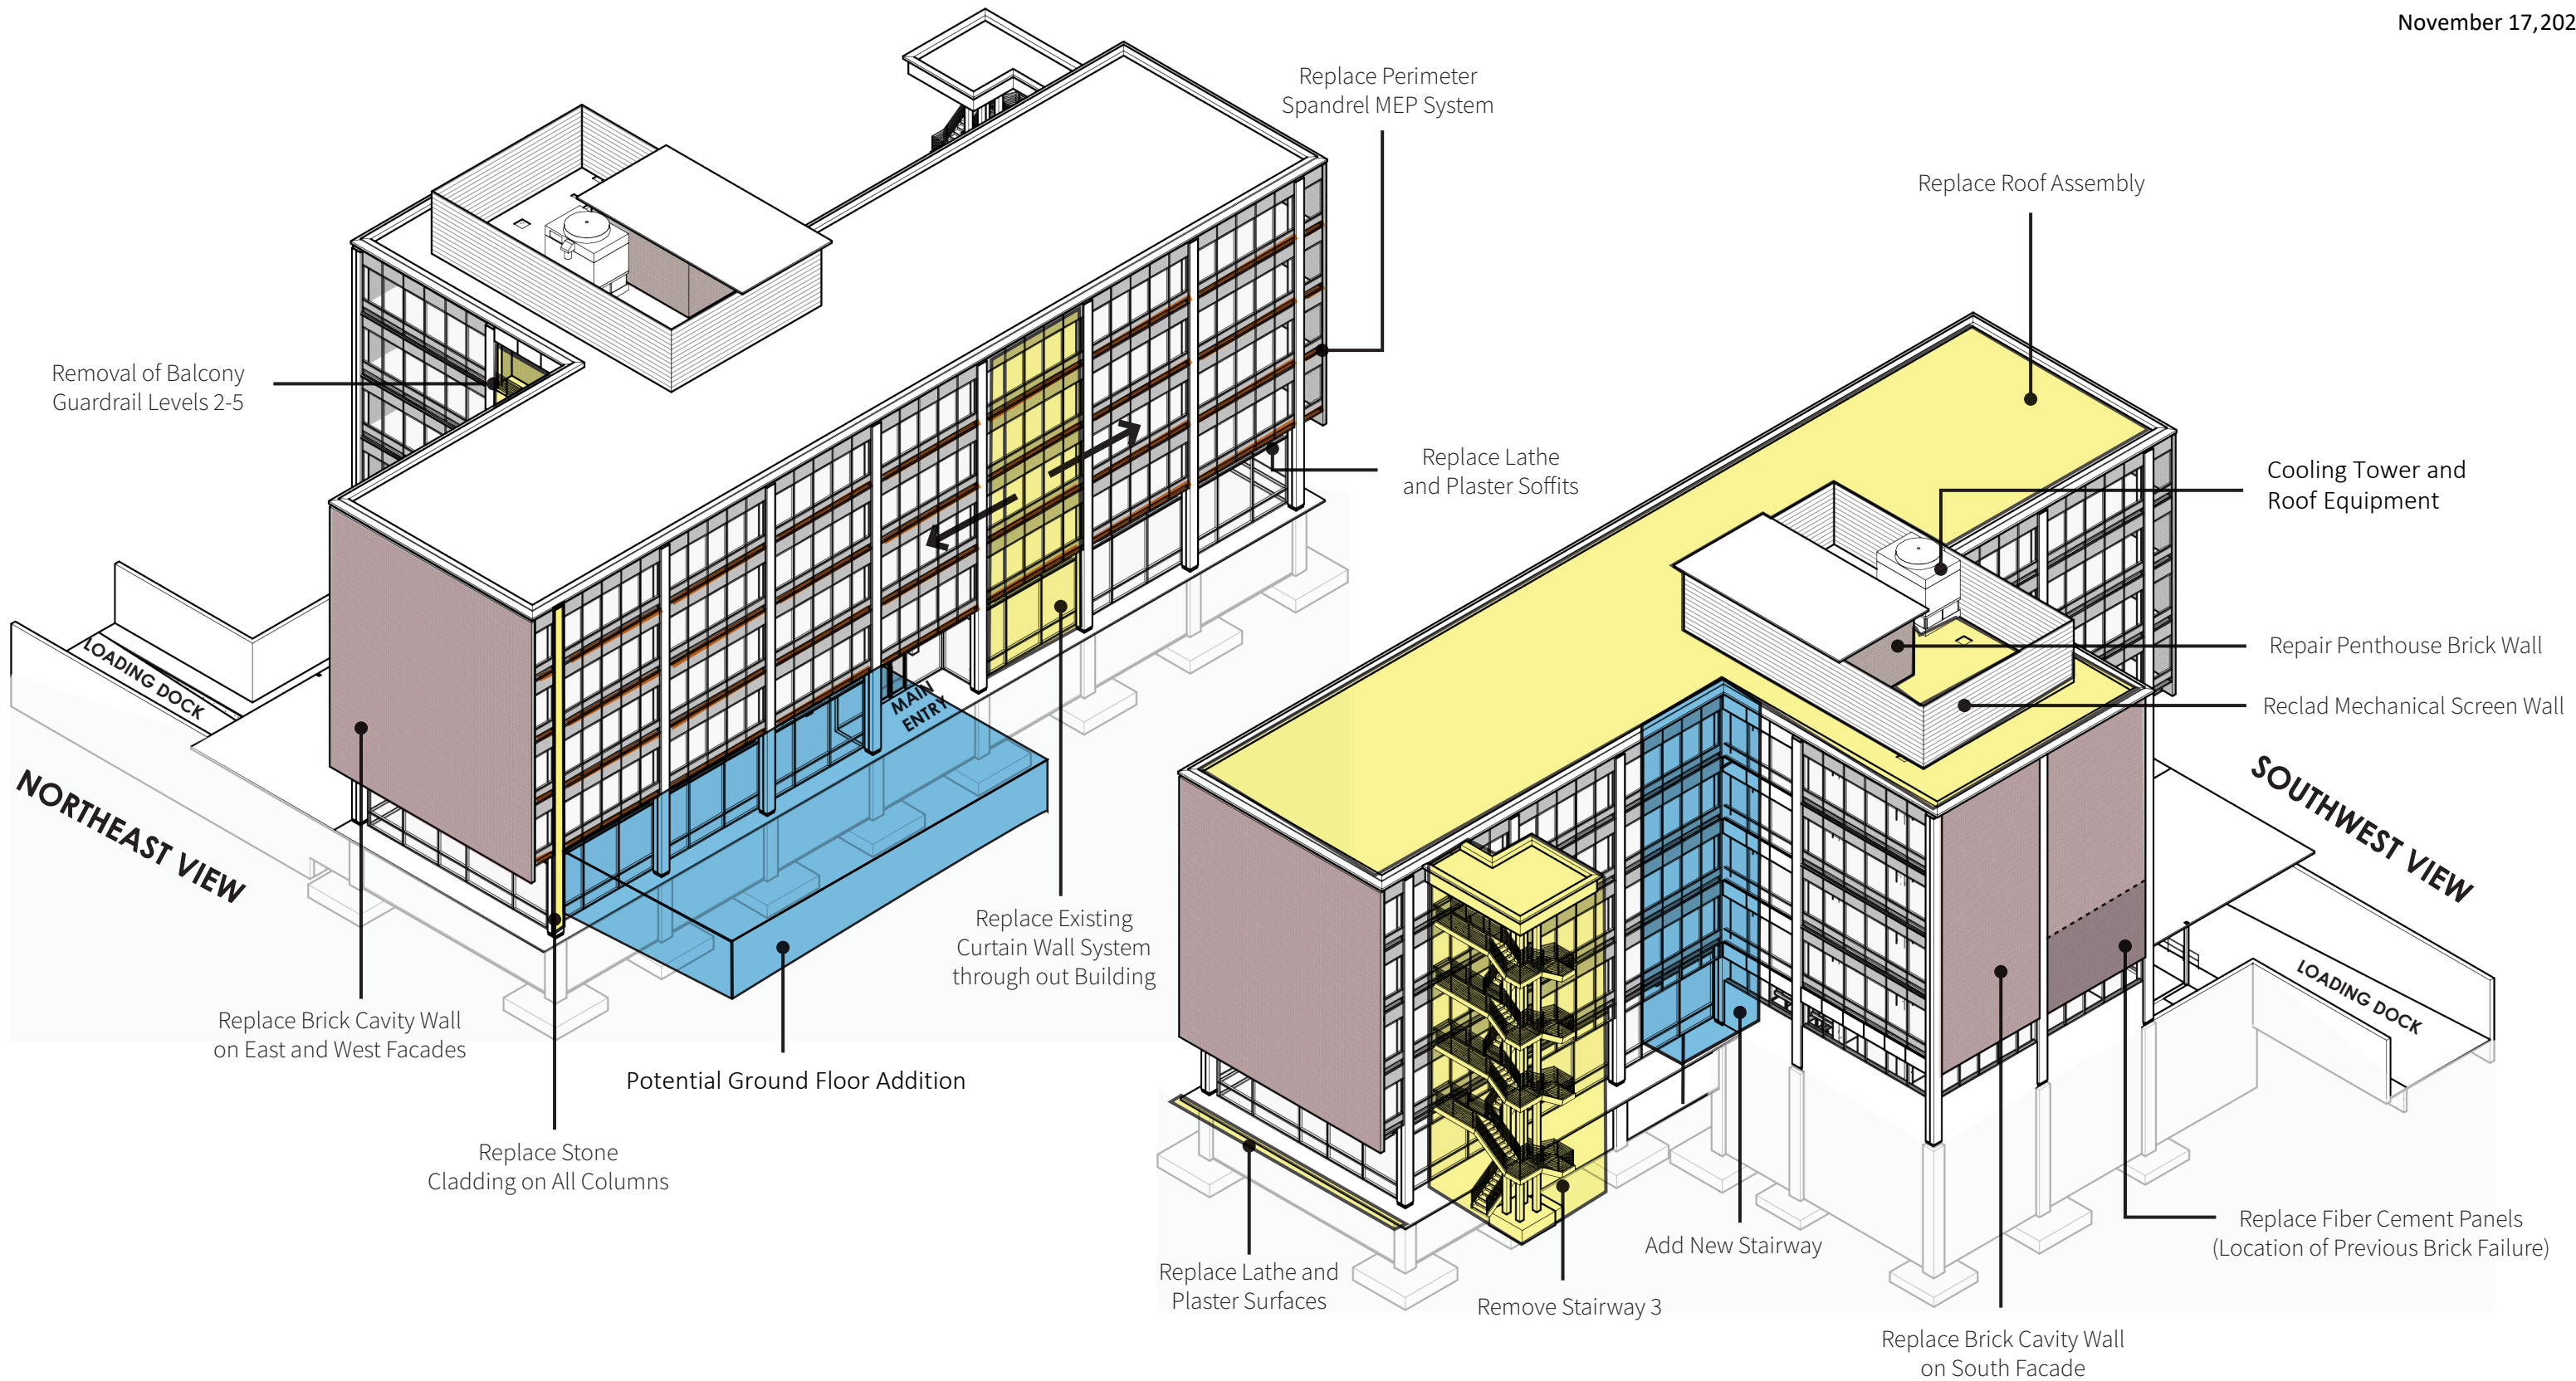 November 17,202
Replace Perimeter
Spandrel MEP System
Replace Roof Assembly
Removal of Balcony
Guardrail Levels 2-5
Replace Lathe
and Plaster Soffits
Cooling Tower and
Roof Equipment
Repair Penthouse Brick Wall
Reclad Mechanical Screen Wall
LOADING DOCK
MAIN
ENTRY
NORTHEAST VIEW
SOUTHWEST VIEW
LOADING DOCK
Replace Existing
Curtain Wall System
through out Building
Replace Brick Cavity Wall
on East and West Facades
Potential Ground Floor Addition
Replace Stone
Cladding on All Columns
Replace Lathe and
Plaster Surfaces
Remove Stairway 3
Add New Stairway
Replace Fiber Cement Panels
(Location of Previous Brick Failure)
Replace Brick Cavity Wall
on South Facade